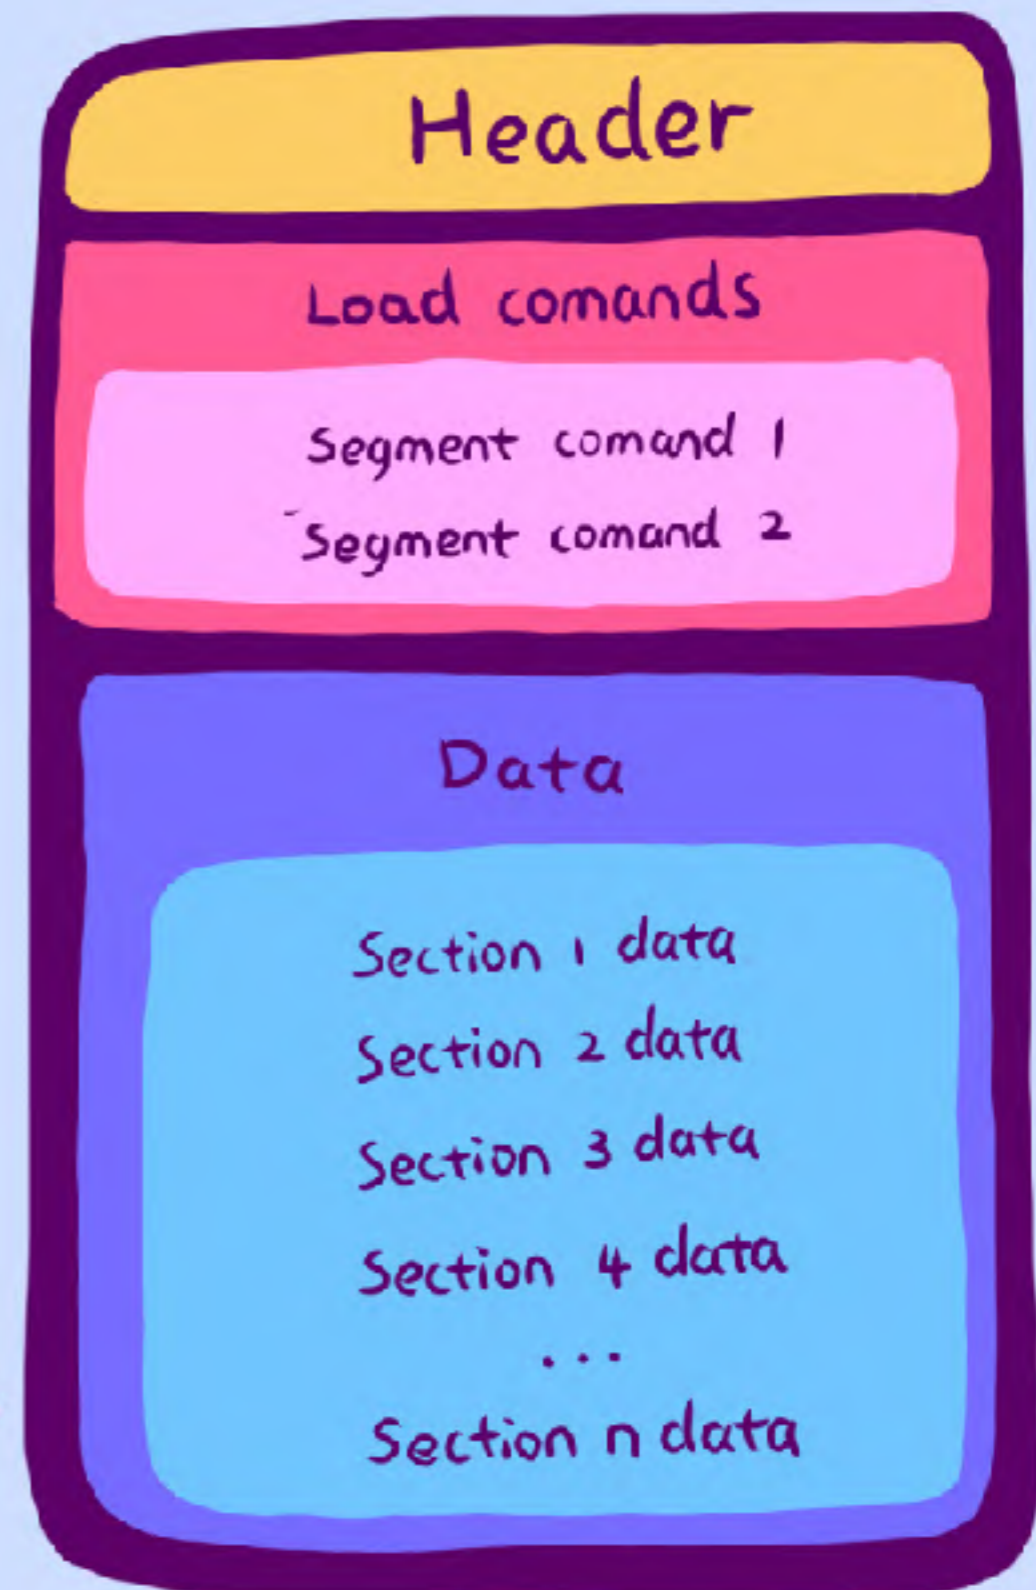 Header
Load comands
Segment comand 1
Segment comand 2
Data
Section 1 data
Section 2 data
Section 3 data
Section 4 data
...
Section n data